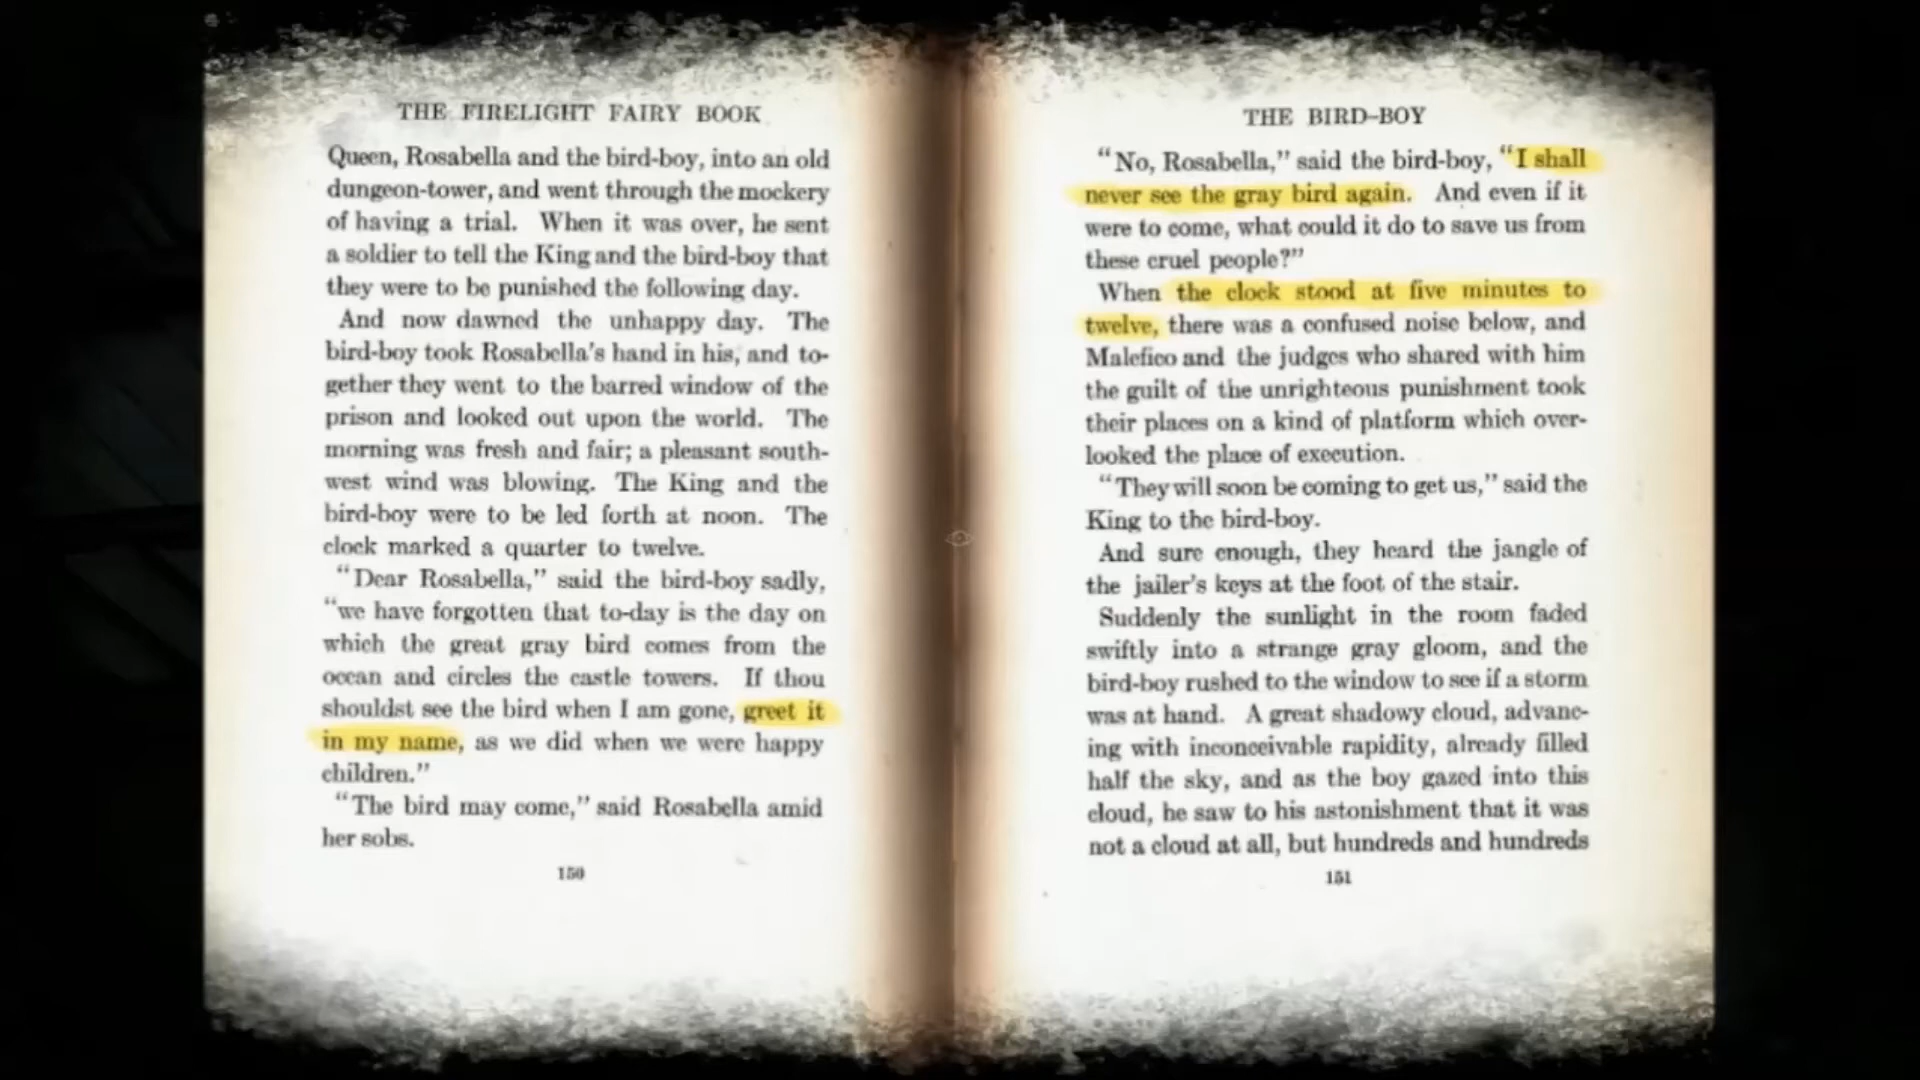 THE FIRELIGHT FAIRY BOOK
Queen, Rosabella and the bird-boy, into an old
dungeon-tower, and went through the mockery
of having a trial. When it was over, he sent
a soldier to tell the King and the bird-boy that
they were to be punished the following day.
And now dawned the unhappy day. The
bird-boy took Rosabella's hand in his, and to-
gether they went to the barred window of the
prison and looked out upon the world. The
morning was fresh and fair; a pleasant south-
west wind was blowing. The King and the
bird-boy were to be led forth at noon. The
clock marked a quarter to twelve.
"Dear Rosabella," said the bird-boy sadly,
"we have forgotten that to-day is the day on
which the great gray bird comes from the
ocean and circles the castle towers. If thou
shouldst see the bird when I am gone, greet it
in my name, as we did when we were happy
children."
"The bird may come," said Rosabella amid
her sobs.
150
THE BIRD-BOY
"No, Rosabella," said the bird-boy, "I shall
never see the gray bird again. And even if it
were to come, what could it do to save us from
these cruel people?"
When the clock stood at five minutes to
twelve, there was a confused noise below, and
Malefico and the judges who shared with him
the guilt of the unrighteous punishment took
their places on a kind of platform which over-
looked the place of execution.
"They will soon be coming to get us," said the
King to the bird-boy.
And sure enough, they heard the jangle of
the jailer's keys at the foot of the stair.
Suddenly the sunlight in the room faded
swiftly into a strange gray gloom, and the
bird-boy rushed to the window to see if a storm
was at hand. A great shadowy cloud, advanc-
ing with inconceivable rapidity, already filled
half the sky, and as the boy gazed into this
cloud, he saw to his astonishment that it was
not a cloud at all, but hundreds and hundreds
151